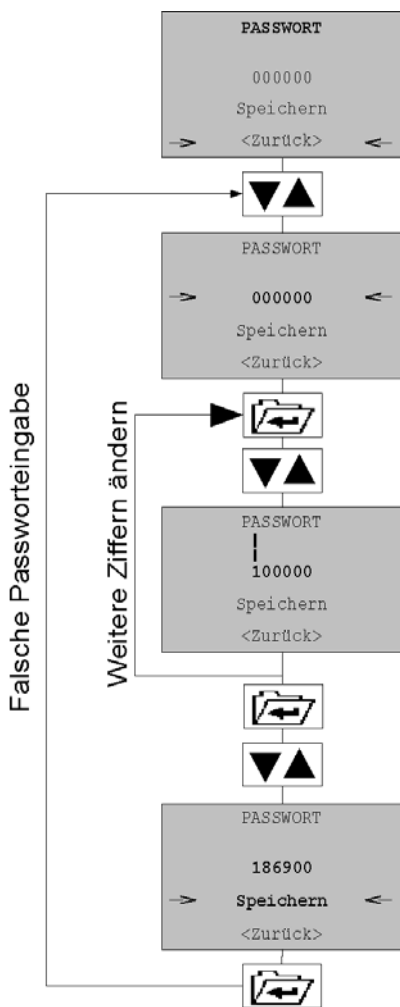 PASSWORT
000000
Speichern
<Zurück>
PASSWORT
000000
Speichern
<Zurück>
PASSWORT
100000
Speichern
<Zurück>
PASSWORT
186900
Speichern
<Zurück>
Falsche Passworteingabe
Weitere Ziffern ändern